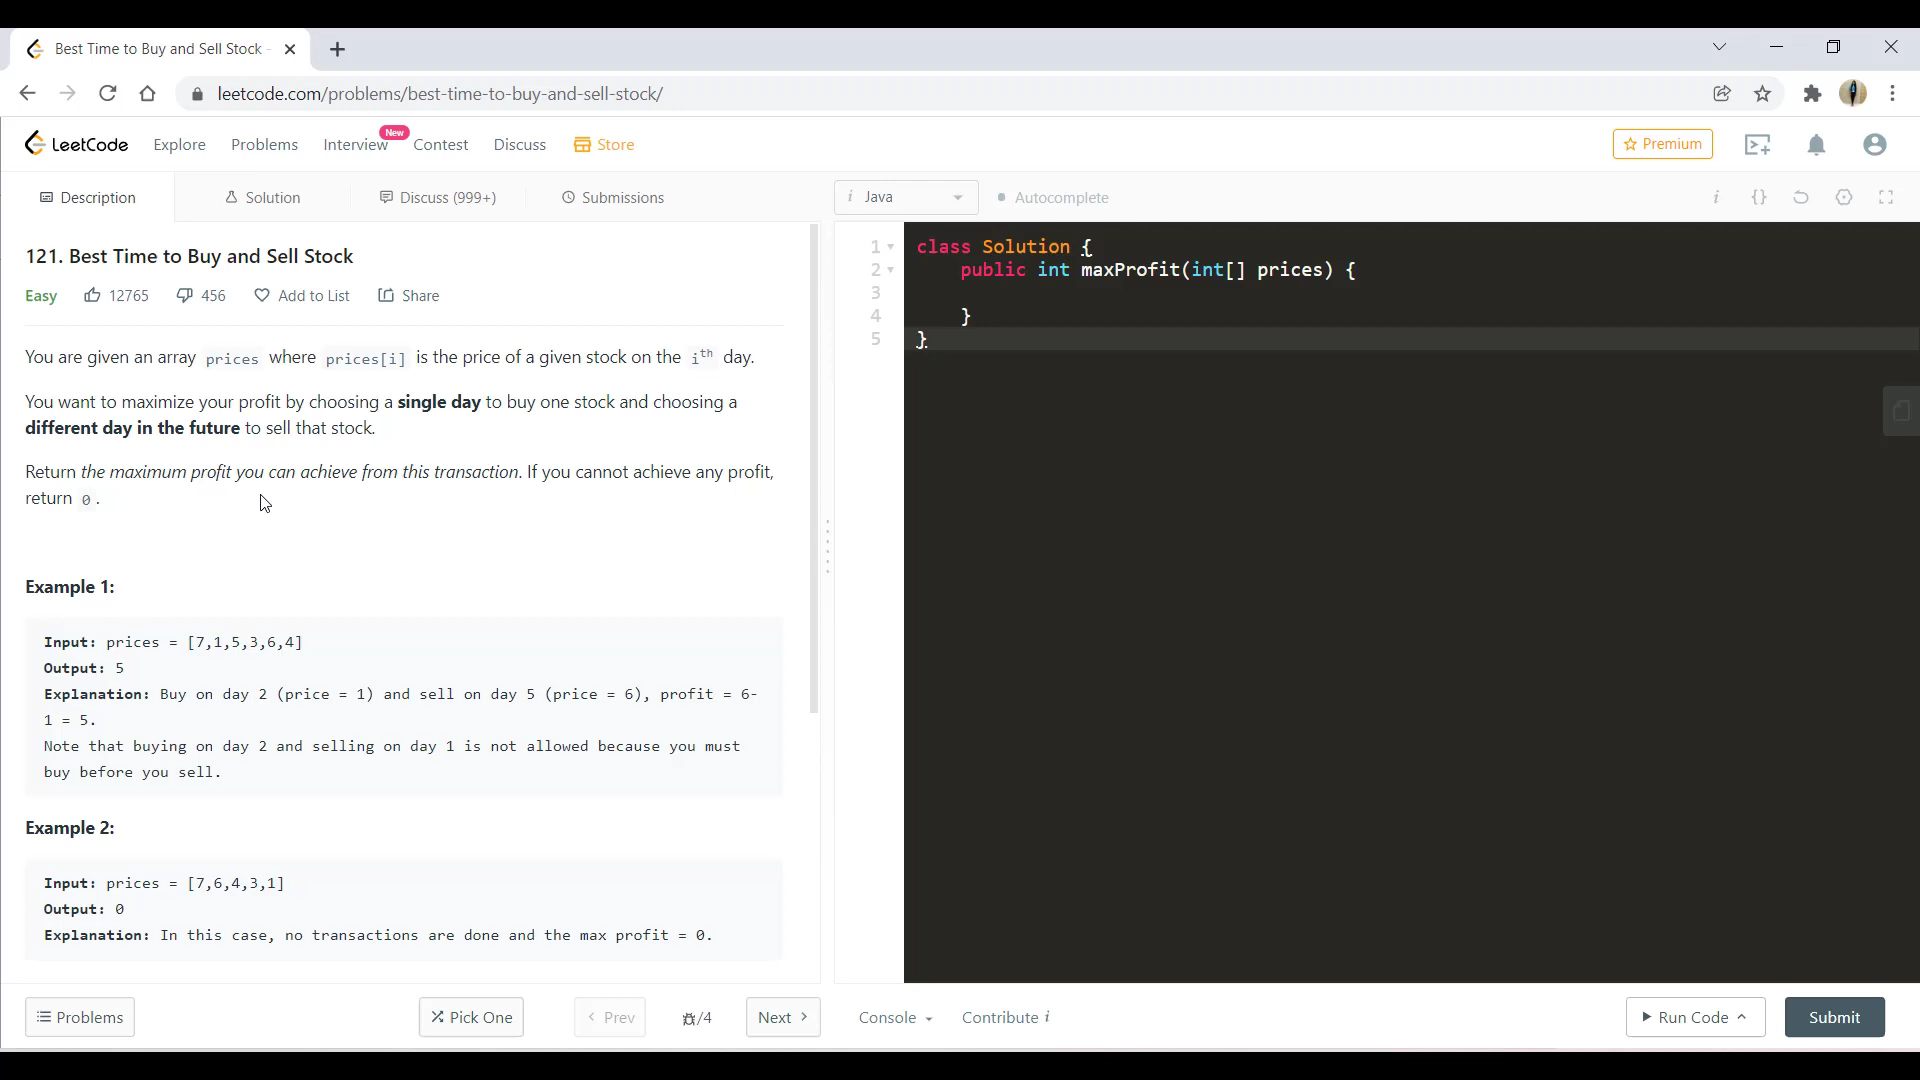 Best Time to Buy and Sell Stock -
leetcode.com/problems/best-time-to-buy-and-sell-stock/
LeetCode Explore Problems Interview New Contest Discuss Store Premium
Description Solution Discuss (999+) Submissions
i Java Autocomplete i {}
121. Best Time to Buy and Sell Stock
Easy 12765 456 Add to List Share
You are given an array prices where prices[i] is the price of a given stock on the ith day.
You want to maximize your profit by choosing a single day to buy one stock and choosing a
different day in the future to sell that stock.
Return the maximum profit you can achieve from this transaction. If you cannot achieve any profit,
return 0.
Example 1:
Input: prices = [7,1,5,3,6,4]
Output: 5
Explanation: Buy on day 2 (price = 1) and sell on day 5 (price = 6), profit = 6-
1 = 5.
Note that buying on day 2 and selling on day 1 is not allowed because you must
buy before you sell.
Example 2:
Input: prices = [7,6,4,3,1]
Output: 0
Explanation: In this case, no transactions are done and the max profit = 0.
1 class Solution {
2 public int maxProfit(int[] prices) {
3
4 }
5 }
Problems Pick One Prev /4 Next Console Contribute i Run Code Submit